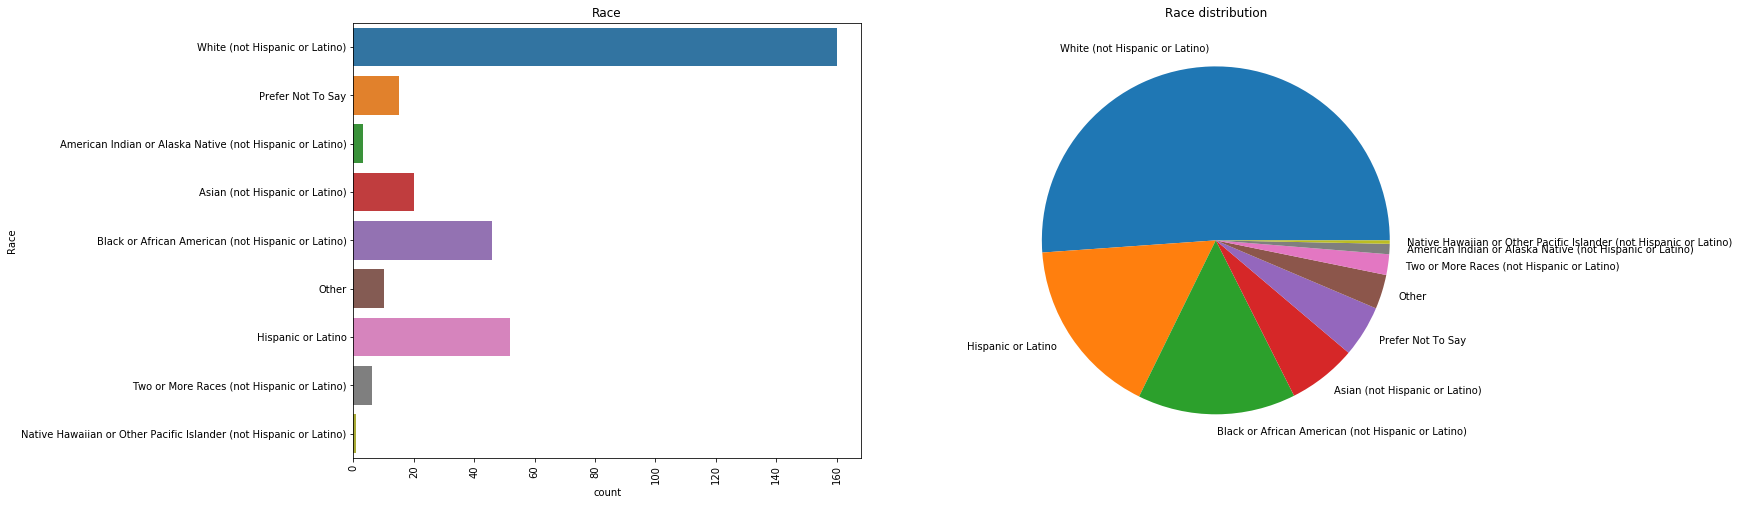 Race
White (not Hispanic or Latino)
Prefer Not To Say
American Indian or Alaska Native (not Hispanic or Latino)
Asian (not Hispanic or Latino)
Black or African American (not Hispanic or Latino)
Other
Hispanic or Latino
Two or More Races (not Hispanic or Latino)
Native Hawaiian or Other Pacific Islander (not Hispanic or Latino)
Race
0
20
40
60
80
100
120
140
160
count
Race distribution
White (not Hispanic or Latino)
Native Hawaiian or Other Pacific Islander (not Hispanic or Latino)
American Indian or Alaska Native (not Hispanic or Latino)
Two or More Races (not Hispanic or Latino)
Other
Prefer Not To Say
Hispanic or Latino
Asian (not Hispanic or Latino)
Black or African American (not Hispanic or Latino)